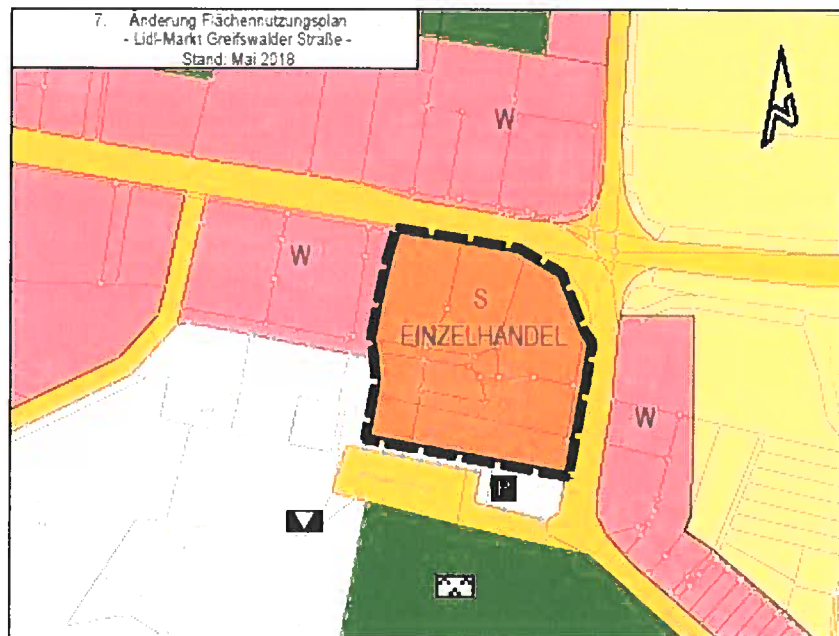 7. Änderung Flächennutzungsplan
- Lidl-Markt Greifswalder Straße -
Stand: Mai 2018
W
W
S
EINZELHANDEL
W
P